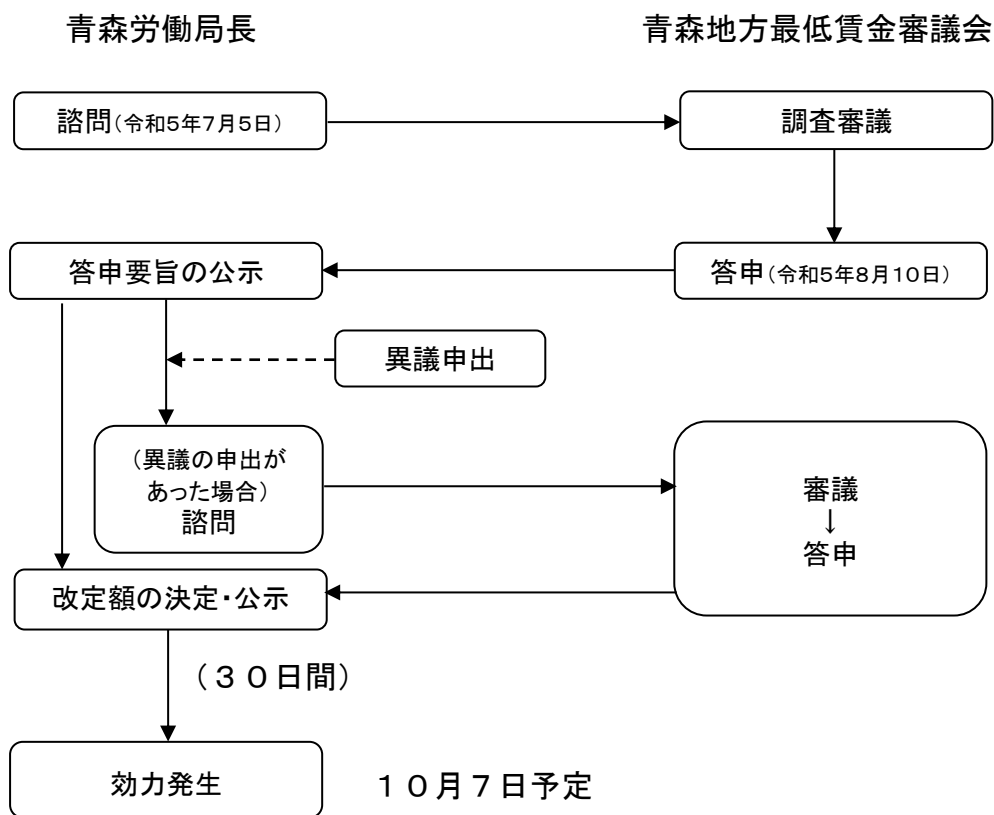 青森労働局長
青森地方最低賃金審議会
諮問（令和５年７月５日）
調査審議
答申要旨の公示
答申（令和５年８月１０日）
異議申出
（異議の申出が
あった場合）
諮問
審議
↓
答申
改定額の決定・公示
（３０日間）
効力発生
１０月７日予定